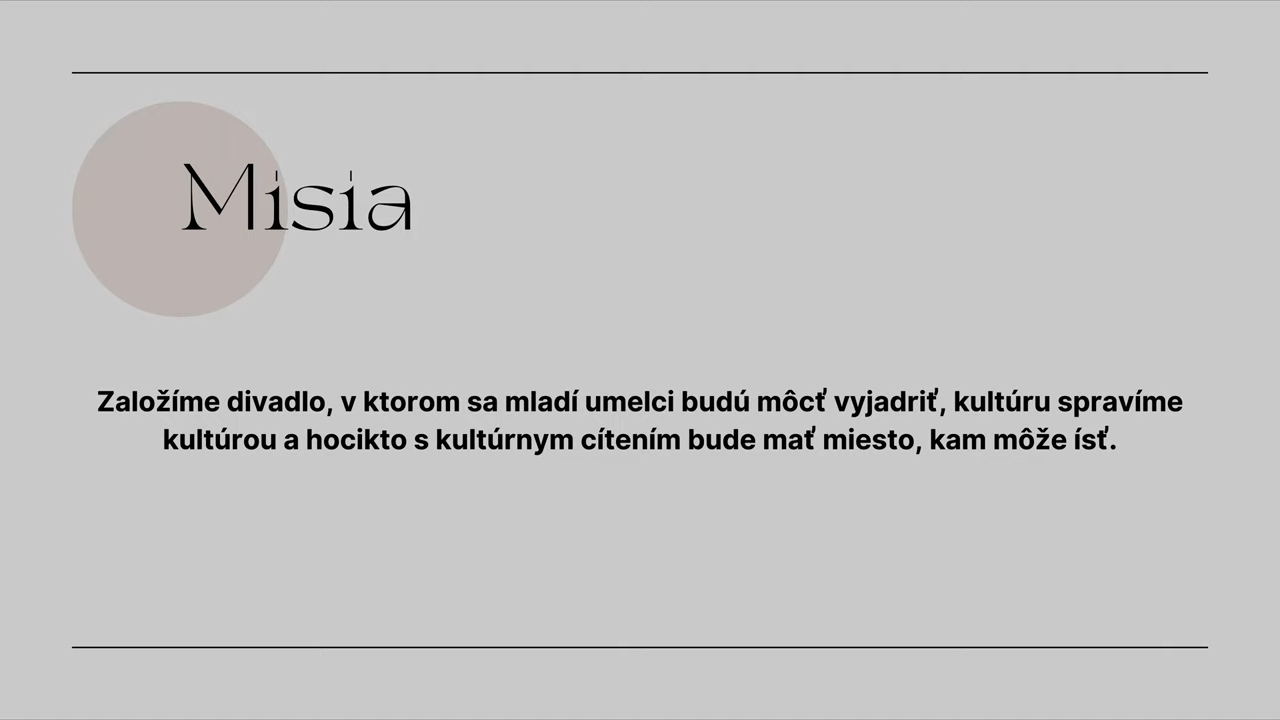 Misia
Založíme divadlo, v ktorom sa mladí umelci budú môcť vyjadriť, kultúru spravíme
kultúrou a hocikto s kultúrnym cítením bude mať miesto, kam môže ísť.